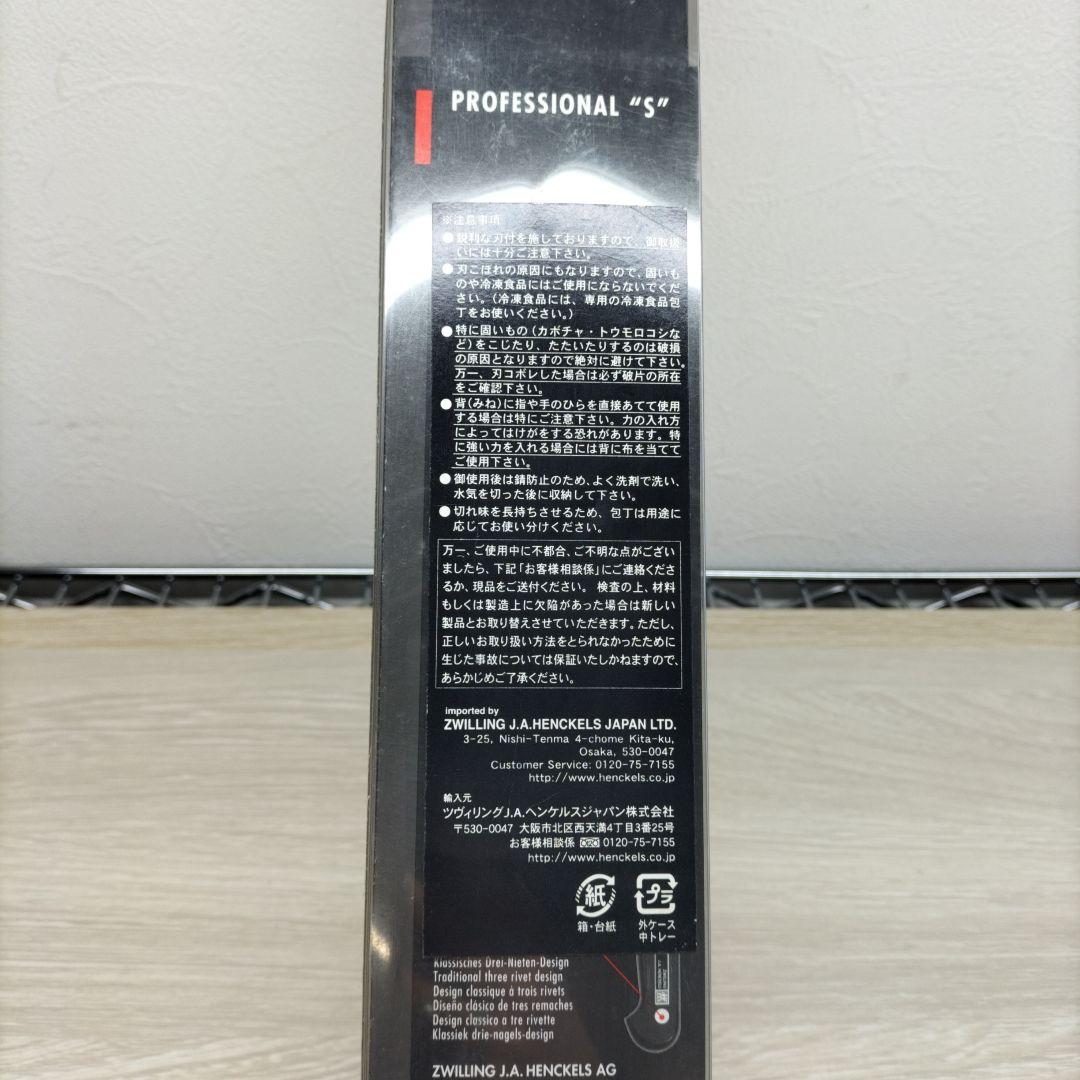 PROFESSIONAL “S”
※注意事項
●鋭利な刃付を施しておりますので、御取扱
いには十分ご注意下さい。
●刃こぼれの原因にもなりますので、固いも
のや冷凍食品にはご使用にならないでくだ
さい。(冷凍食品には、専用の冷凍食品包
丁をお使いください。)
●特に固いもの(カボチャ・トウモロコシな
ど)をこじたり、たたいたりするのは破損
の原因となりますので絶対に避けて下さい。
万一、刃コボレした場合は必ず破片の所在
をご確認下さい。
●背(みね)に指や手のひらを直接あてて使用
する場合は特にご注意下さい。力の入れ方
によってはけがをする恐れがあります。特
に強い力を入れる場合には背に布を当てて
ご使用下さい。
●御使用後は錆防止のため、よく洗剤で洗い、
水気を切った後に収納して下さい。
●切れ味を長持ちさせるため、包丁は用途に
応じてお使い分けください。
万一、ご使用中に不都合、ご不明な点がござい
ましたら、下記「お客様相談係」にご連絡くださ
るか、現品をご送付ください。検査の上、材料
もしくは製造上に欠陥があった場合は新しい
製品とお取り替えさせていただきます。ただし、
正しいお取り扱い方法をとられなかったために
生じた事故については保証いたしかねますので、
あらかじめご了承ください。
imported by
ZWILLING J.A.HENCKELS JAPAN LTD.
3-25, Nishi-Tenma 4-chome Kita-ku,
Osaka, 530-0047
Customer Service: 0120-75-7155
http://www.henckels.co.jp
輸入元
ツヴィリングJ.A.ヘンケルスジャパン株式会社
〒530-0047 大阪市北区西天満4丁目3番25号
お客様相談係 0120-75-7155
http://www.henckels.co.jp
紙 プラ
箱・台紙 外ケース
中トレー
Klassisches Drei-Nieten-Design
Traditional three rivet design
Design classique à trois rivets
Diseño clásico de tres remaches
Design classico a tre rivette
Klassiek drie-nagels-design
ZWILLING J.A. HENCKELS AG